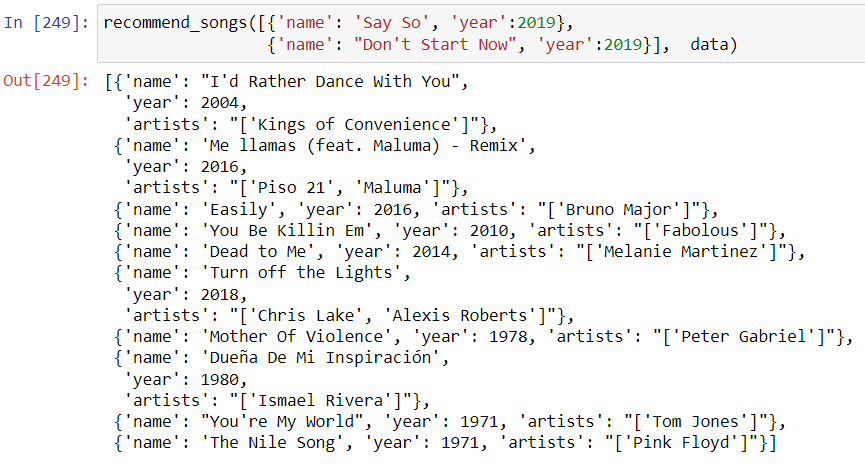 In [249]: recommend_songs([{'name': 'Say So', 'year':2019},
{'name': "Don't Start Now", 'year':2019}],  data)
Out[249]: [{'name': "I'd Rather Dance With You",
'year': 2004,
'artists': "['Kings of Convenience']"},
{'name': 'Me llamas (feat. Maluma) - Remix',
'year': 2016,
'artists': "['Piso 21', 'Maluma']"},
{'name': 'Easily', 'year': 2016, 'artists': "['Bruno Major']"},
{'name': 'You Be Killin Em', 'year': 2010, 'artists': "['Fabolous']"},
{'name': 'Dead to Me', 'year': 2014, 'artists': "['Melanie Martinez']"},
{'name': 'Turn off the Lights',
'year': 2018,
'artists': "['Chris Lake', 'Alexis Roberts']"},
{'name': 'Mother Of Violence', 'year': 1978, 'artists': "['Peter Gabriel']"},
{'name': 'Dueña De Mi Inspiración',
'year': 1980,
'artists': "['Ismael Rivera']"},
{'name': "You're My World", 'year': 1971, 'artists': "['Tom Jones']"},
{'name': 'The Nile Song', 'year': 1971, 'artists': "['Pink Floyd']"}]